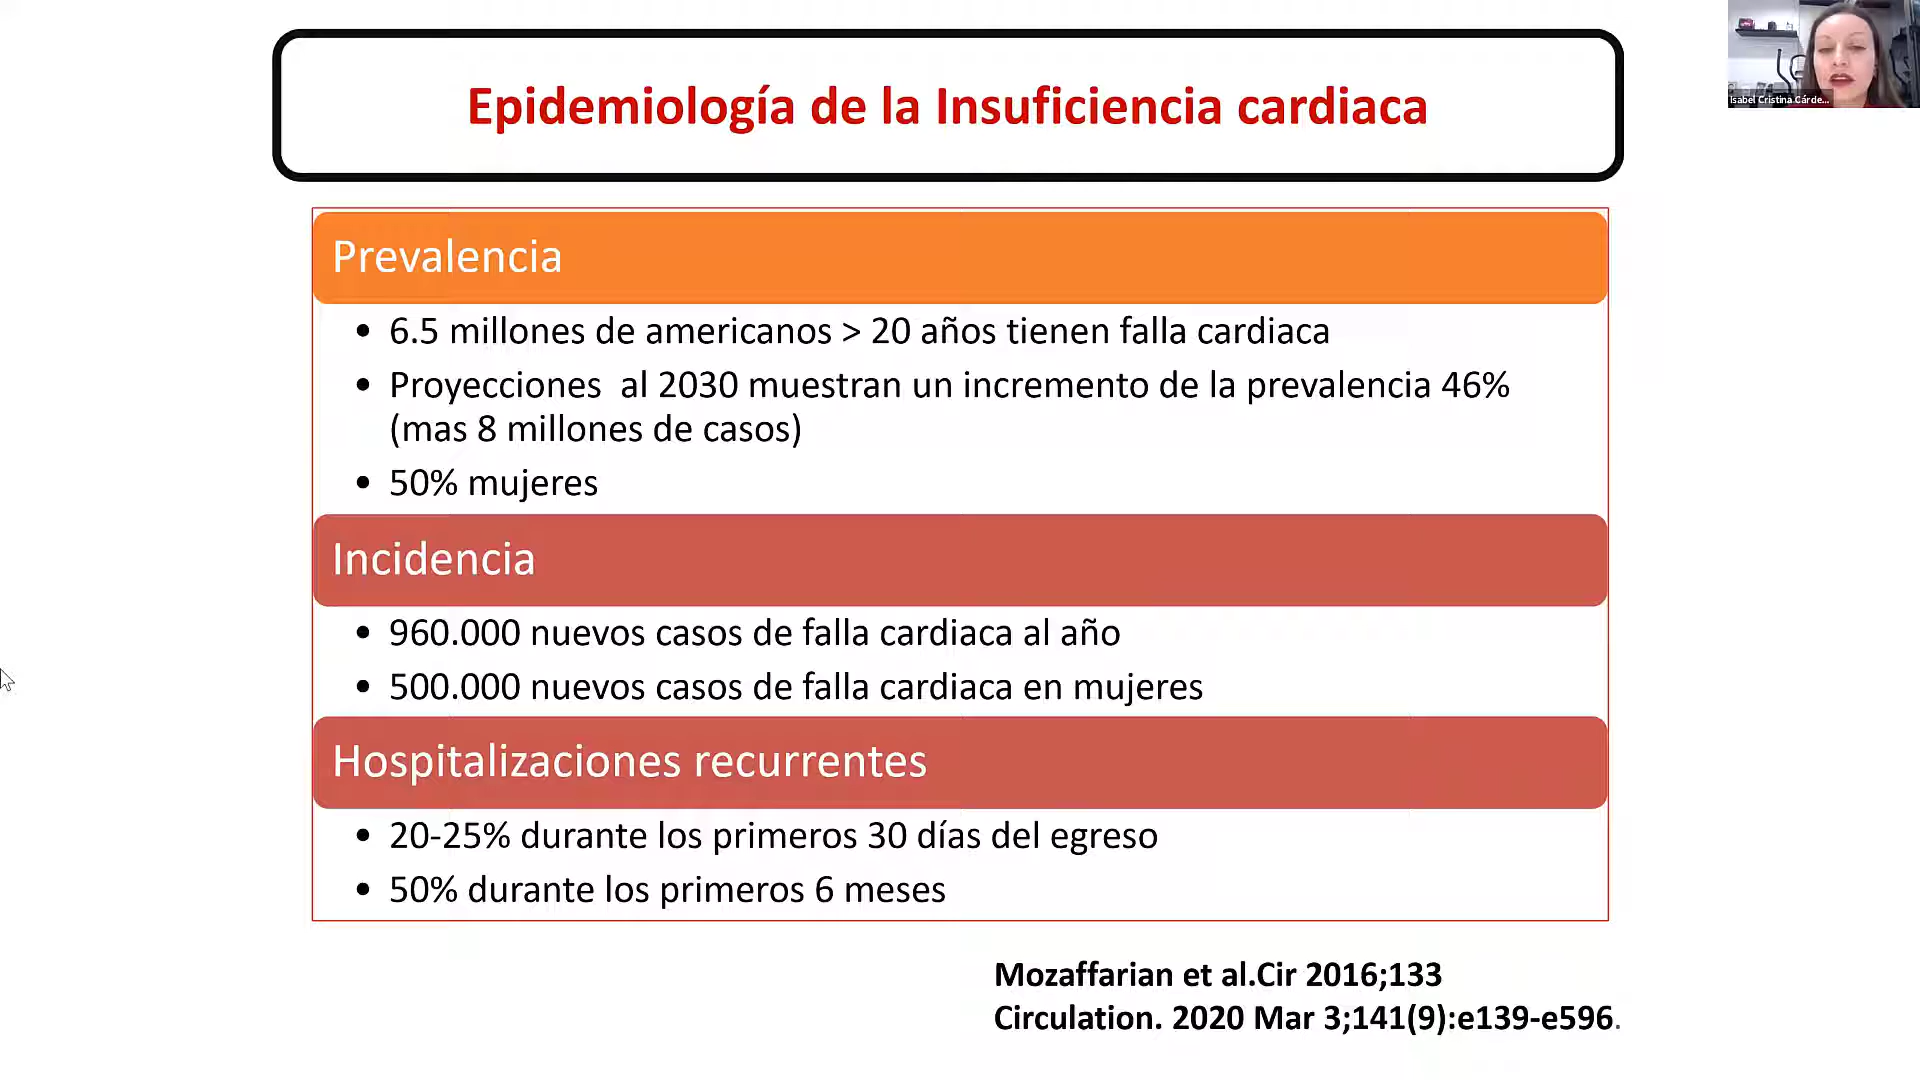 Epidemiología de la Insuficiencia cardiaca
Isabel Cristina Cárde...
Prevalencia
• 6.5 millones de americanos > 20 años tienen falla cardiaca
• Proyecciones al 2030 muestran un incremento de la prevalencia 46%
(mas 8 millones de casos)
• 50% mujeres
Incidencia
• 960.000 nuevos casos de falla cardiaca al año
• 500.000 nuevos casos de falla cardiaca en mujeres
Hospitalizaciones recurrentes
• 20-25% durante los primeros 30 días del egreso
• 50% durante los primeros 6 meses
Mozaffarian et al.Cir 2016;133
Circulation. 2020 Mar 3;141(9):e139-e596.